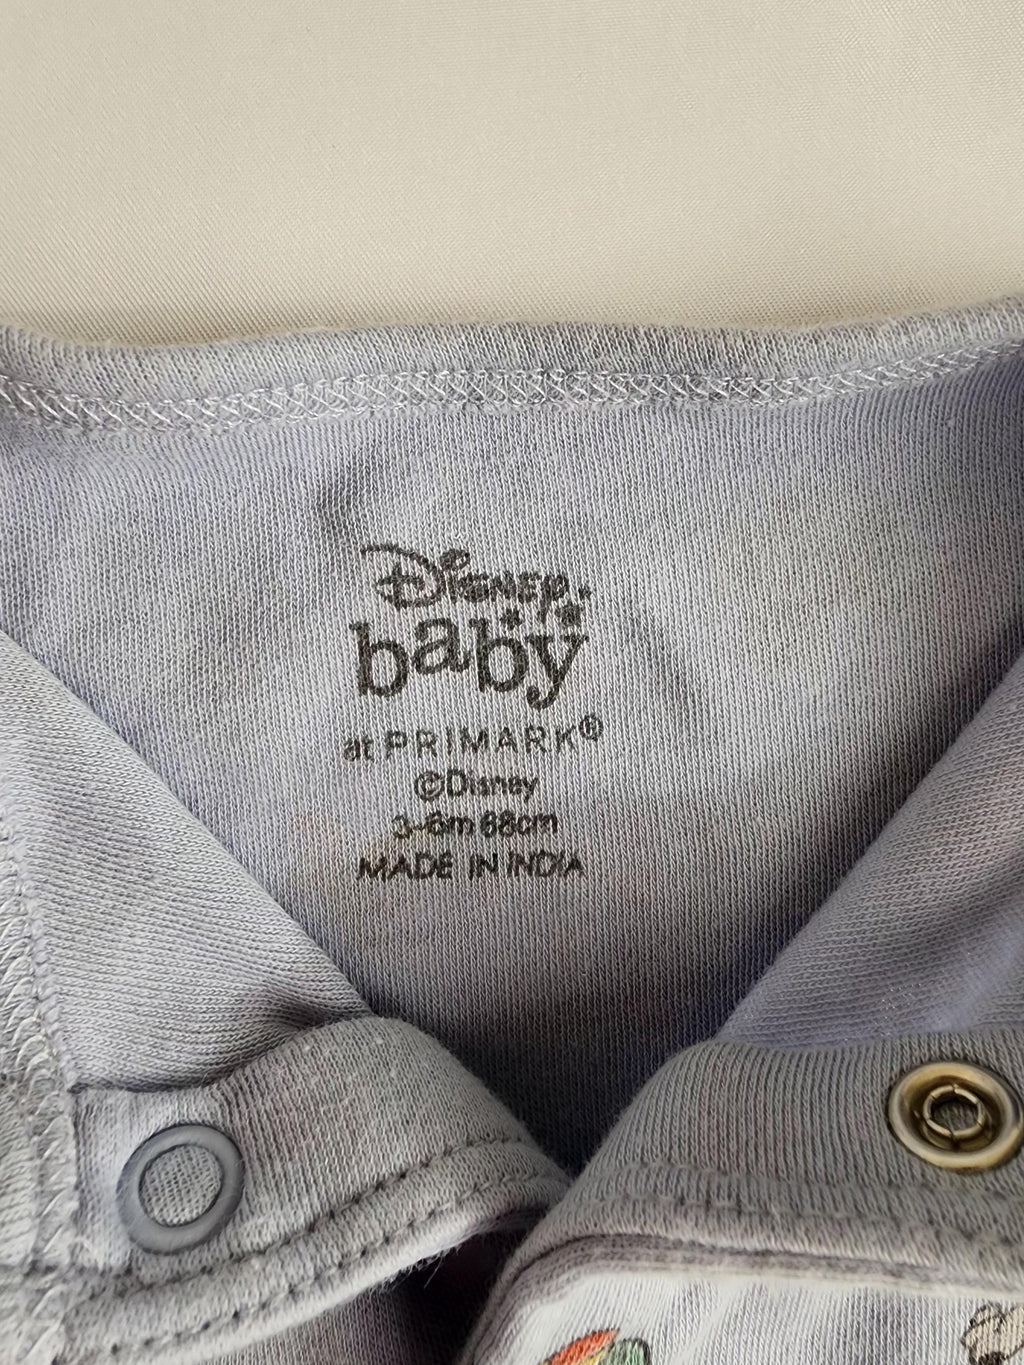 Disney
baby
at PRIMARK®
©Disney
3-6m 68cm
MADE IN INDIA